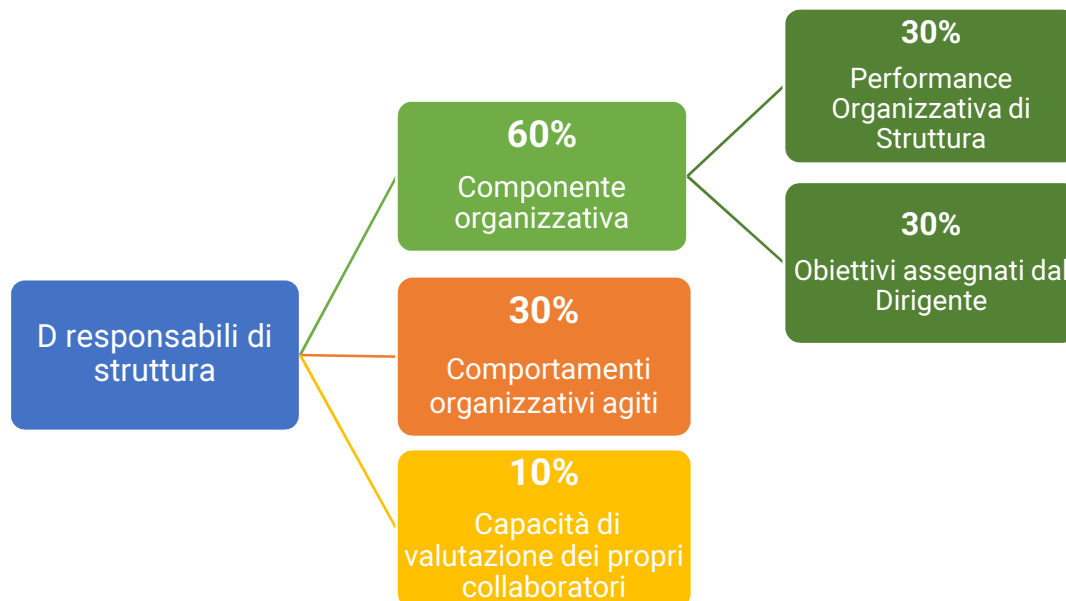 D responsabili di
struttura
60%
Componente
organizzativa
30%
Performance
Organizzativa di
Struttura
30%
Obiettivi assegnati dal
Dirigente
30%
Comportamenti
organizzativi agiti
10%
Capacità di
valutazione dei propri
collaboratori